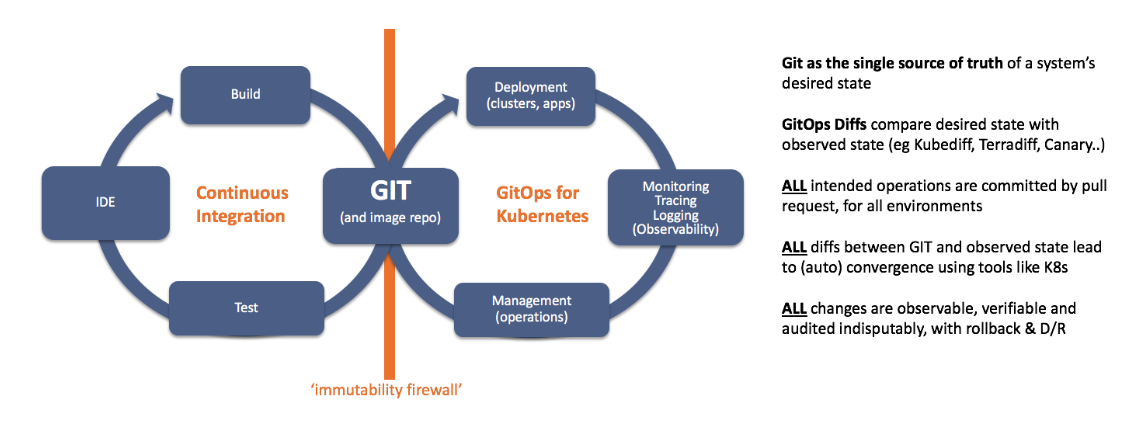 Build
IDE
Continuous
Integration
Test
GIT
(and image repo)
'immutability firewall'
Deployment
(clusters, apps)
GitOps for
Kubernetes
Monitoring
Tracing
Logging
(Observability)
Management
(operations)
Git as the single source of truth of a system's
desired state
GitOps Diffs compare desired state with
observed state (eg Kubediff, Terradiff, Canary..)
ALL intended operations are committed by pull
request, for all environments
ALL diffs between GIT and observed state lead
to (auto) convergence using tools like K8s
ALL changes are observable, verifiable and
audited indisputably, with rollback & D/R